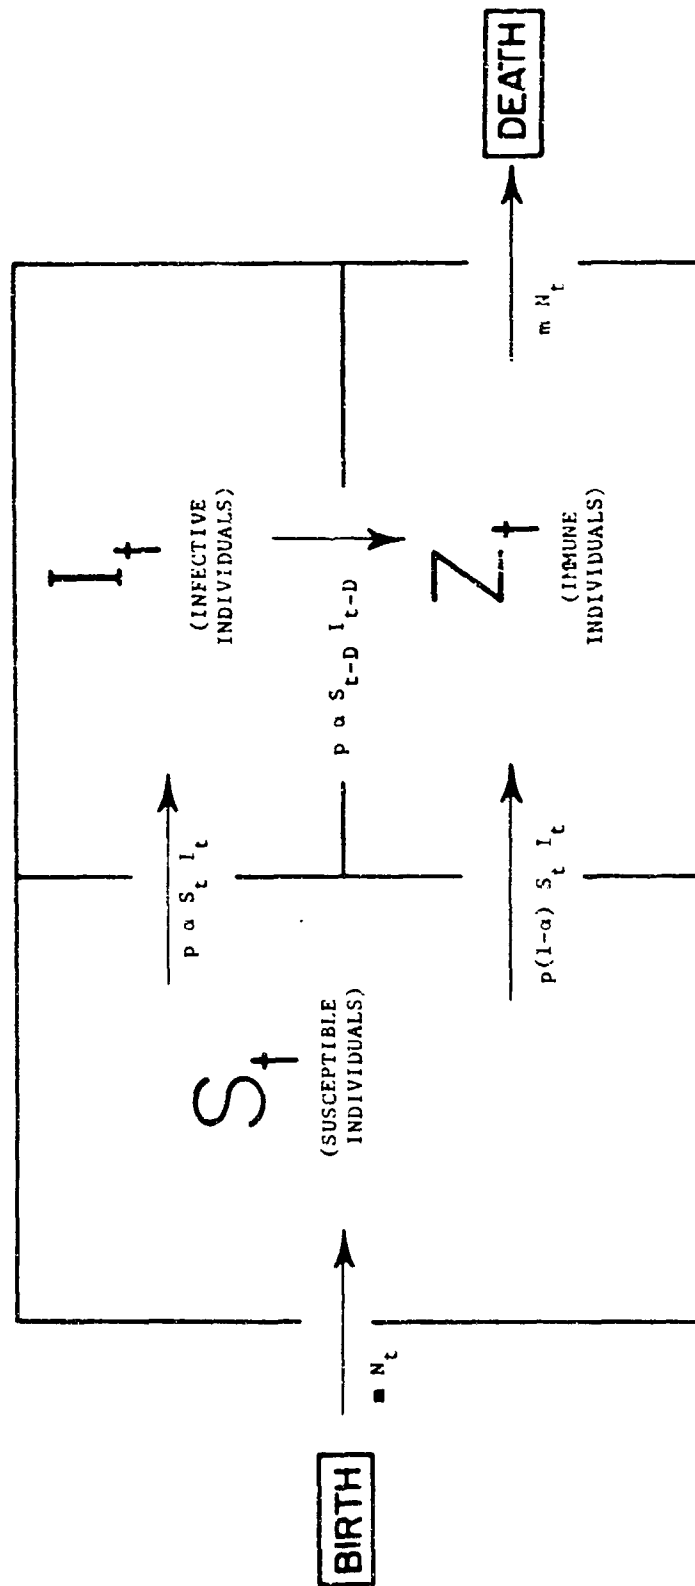 BIRTH
m N_t
S_t
(SUSCEPTIBLE
INDIVIDUALS)
p α S_t I_t
p(1-α) S_t I_t
I_t
(INFECTIVE
INDIVIDUALS)
p α S_{t-D} I_{t-D}
Z_t
(IMMUNE
INDIVIDUALS)
m N_t
DEATH